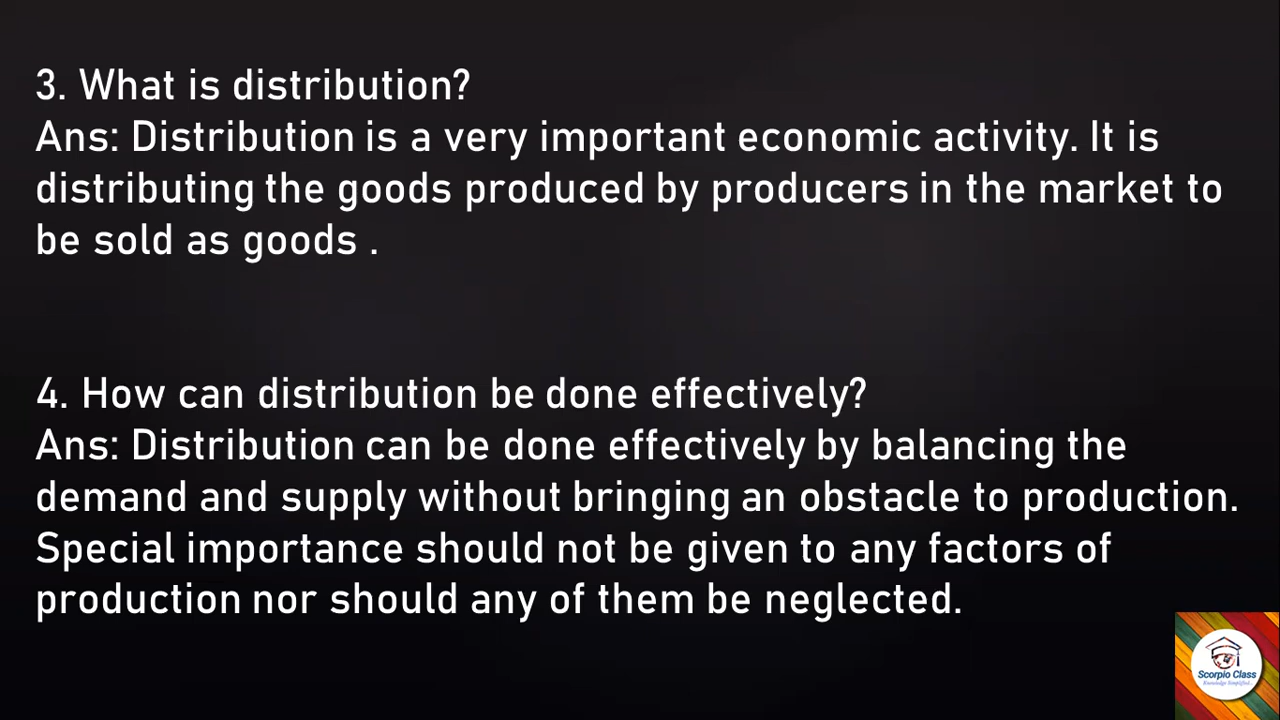 3. What is distribution?
Ans: Distribution is a very important economic activity. It is
distributing the goods produced by producers in the market to
be sold as goods .
4. How can distribution be done effectively?
Ans: Distribution can be done effectively by balancing the
demand and supply without bringing an obstacle to production.
Special importance should not be given to any factors of
production nor should any of them be neglected.
Scorpio Class
Knowledge Simplified...